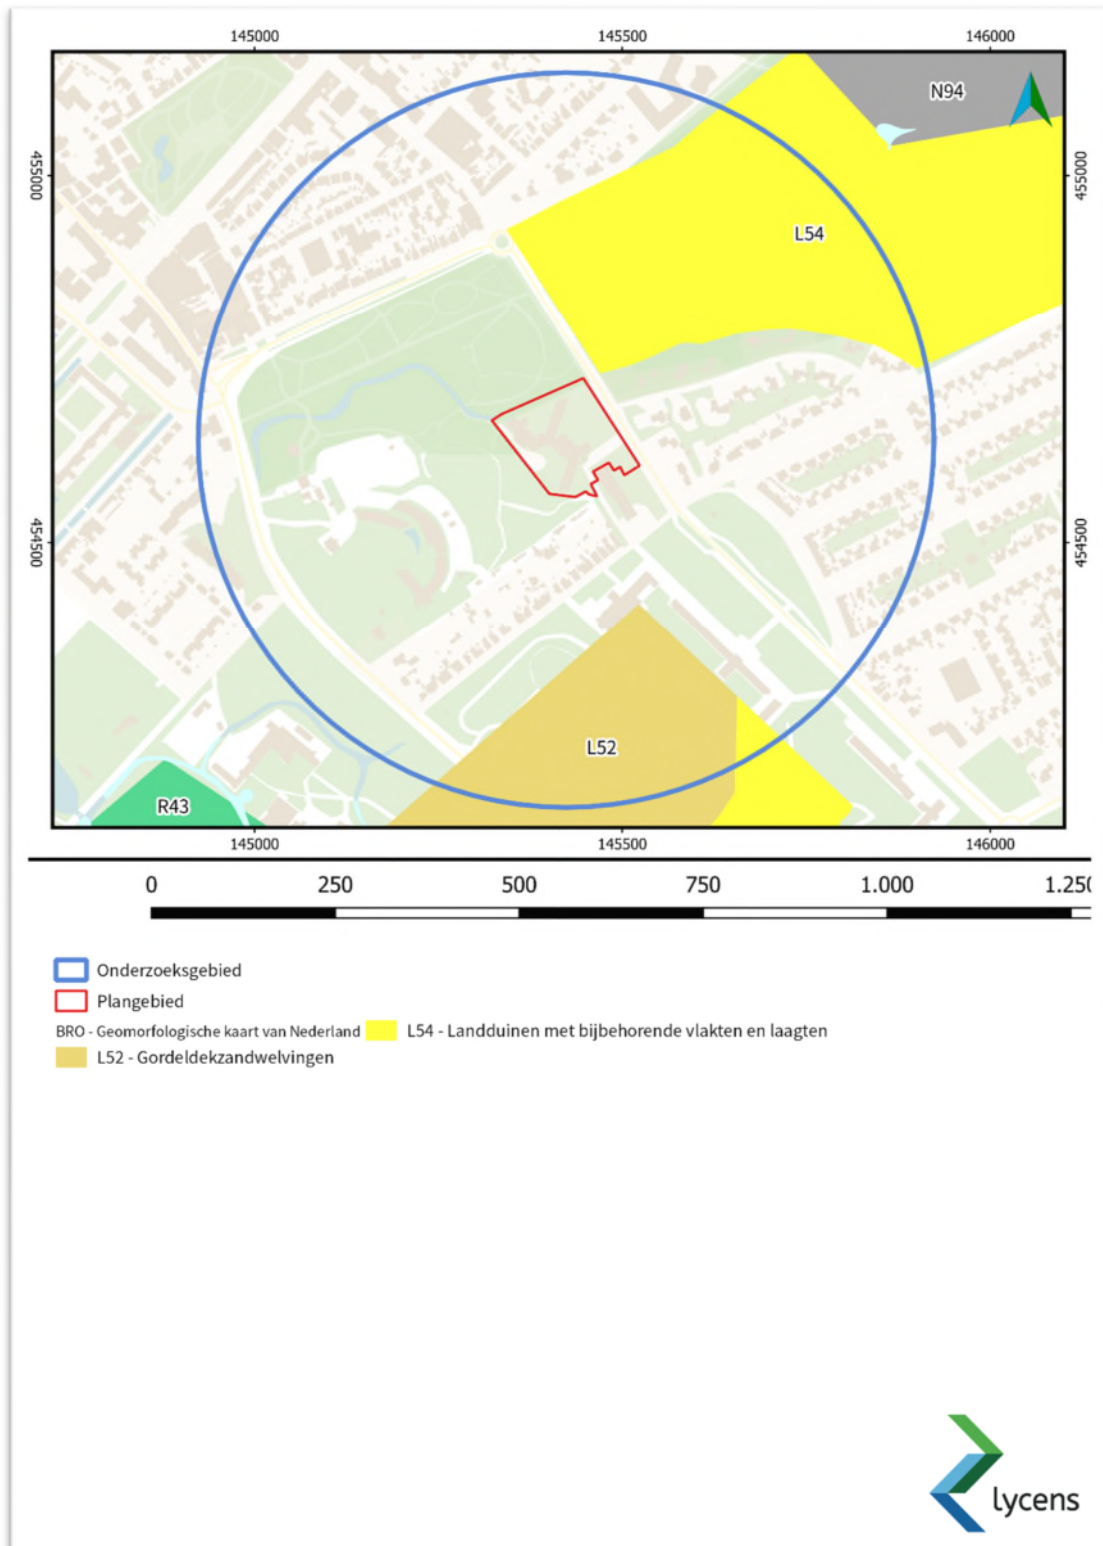 145000 145500 146000
N94
455000 455000
L54
454500 454500
L52
R43
145000 145500 146000
0 250 500 750 1.000 1.25
Onderzoeksgebied
Plangebied
BRO - Geomorfologische kaart van Nederland L54 - Landduinen met bijbehorende vlakten en laagten
L52 - Gordeldekzandwelvingen
lycens